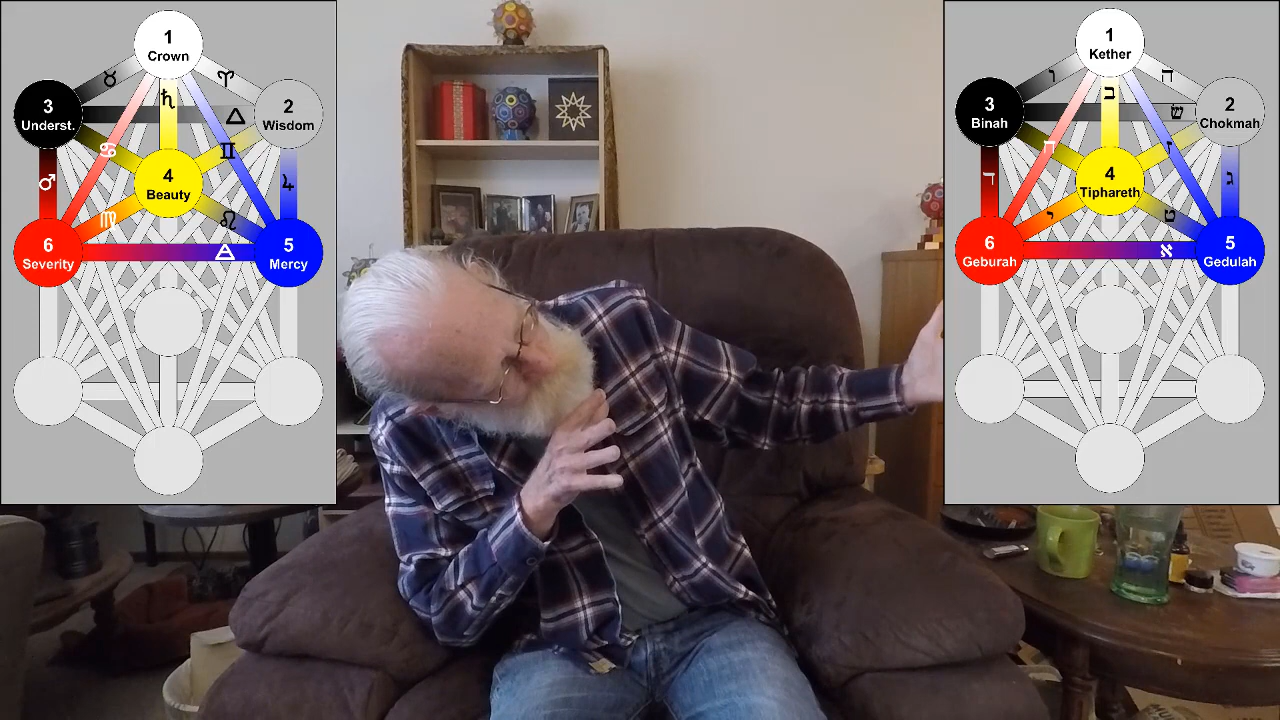 1
Crown
♉ ♈
♄
3
Underst.
△
2
Wisdom
♋ ♊
4
Beauty
♂ ♃
♍ ♌
6
Severity
🜁
5
Mercy
1
Kether
ו ה
ב
3
Binah
ש
2
Chokmah
ח ז
4
Tiphareth
ד ג
י ט
6
Geburah
א
5
Gedulah